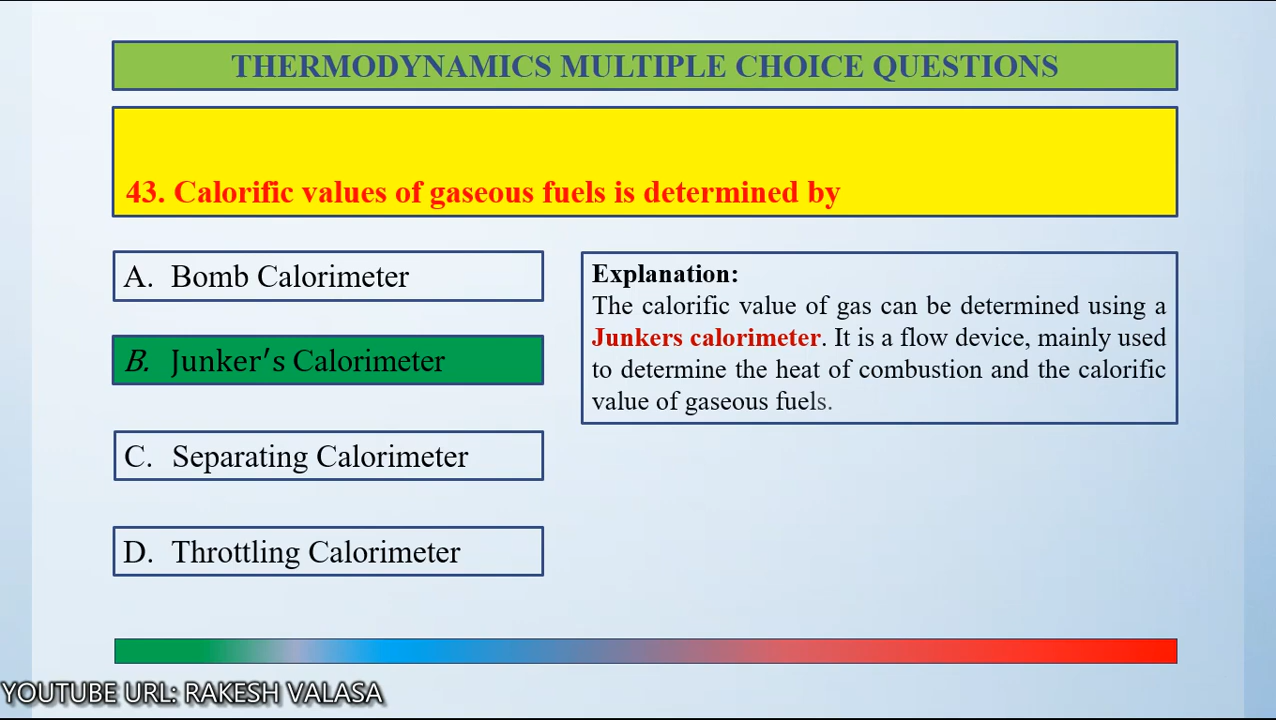 THERMODYNAMICS MULTIPLE CHOICE QUESTIONS
43. Calorific values of gaseous fuels is determined by
A. Bomb Calorimeter
B. Junker′s Calorimeter
C. Separating Calorimeter
D. Throttling Calorimeter
Explanation:
The calorific value of gas can be determined using a
Junkers calorimeter. It is a flow device, mainly used
to determine the heat of combustion and the calorific
value of gaseous fuels.
YOUTUBE URL: RAKESH VALASA